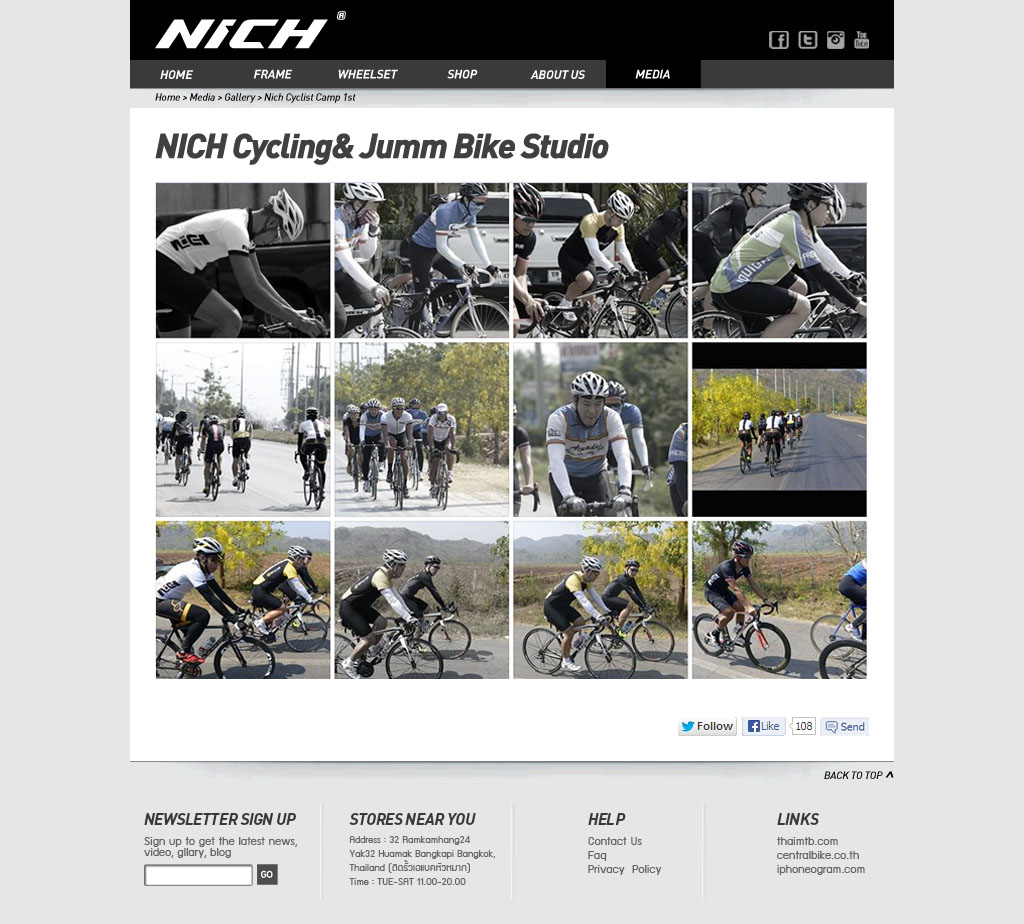 NiCH ®
HOME FRAME WHEELSET SHOP ABOUT US MEDIA
Home > Media > Gallery > Nich Cyclist Camp 1st
NICH Cycling& Jumm Bike Studio
Follow Like 108 Send
BACK TO TOP ^
NEWSLETTER SIGN UP
Sign up to get the latest news,
video, gllary, blog
GO
STORES NEAR YOU
Address : 32 Ramkamhang24
Yak32 Huamak Bangkapi Bangkok,
Thailand (ติดรั้วเอแบคหัวหมาก)
Time : TUE-SAT 11.00-20.00
HELP
Contact Us
Faq
Privacy Policy
LINKS
thaimtb.com
centralbike.co.th
iphoneogram.com